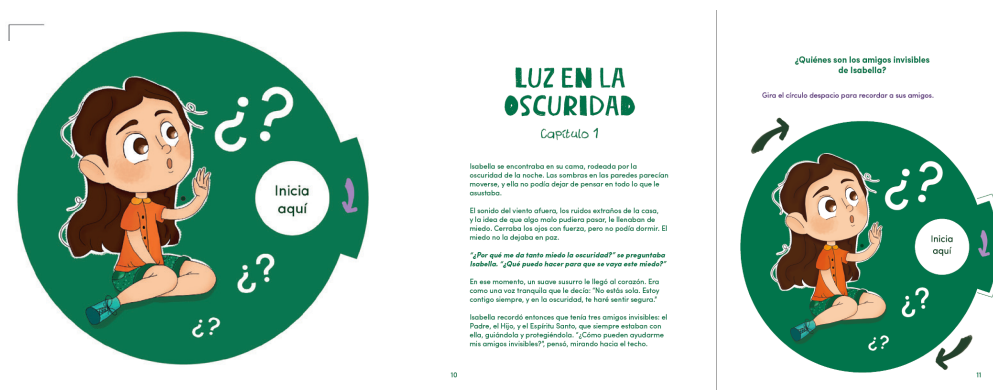 ¿?
Inicia
aquí
¿?
¿?
LUZ EN LA
OSCURIDAD
Capítulo 1
Isabella se encontraba en su cama, rodeada por la
oscuridad de la noche. Las sombras en las paredes parecían
moverse, y ella no podía dejar de pensar en todo lo que le
asustaba.
El sonido del viento afuera, los ruidos extraños de la casa,
y la idea de que algo malo pudiera pasar, le llenaban de
miedo. Cerraba los ojos con fuerza, pero no podía dormir. El
miedo no la dejaba en paz.
"¿Por qué me da tanto miedo la oscuridad?" se preguntaba
Isabella. "¿Qué puedo hacer para que se vaya este miedo?"
En ese momento, un suave susurro le llegó al corazón. Era
como una voz tranquila que le decía: "No estás sola. Estoy
contigo siempre, y en la oscuridad, te haré sentir segura."
Isabella recordó entonces que tenía tres amigos invisibles: el
Padre, el Hijo, y el Espíritu Santo, que siempre estaban con
ella, guiándola y protegiéndola. "¿Cómo pueden ayudarme
mis amigos invisibles?", pensó, mirando hacia el techo.
10
¿Quiénes son los amigos invisibles
de Isabella?
Gira el círculo despacio para recordar a sus amigos.
¿?
Inicia
aquí
¿?
¿?
11